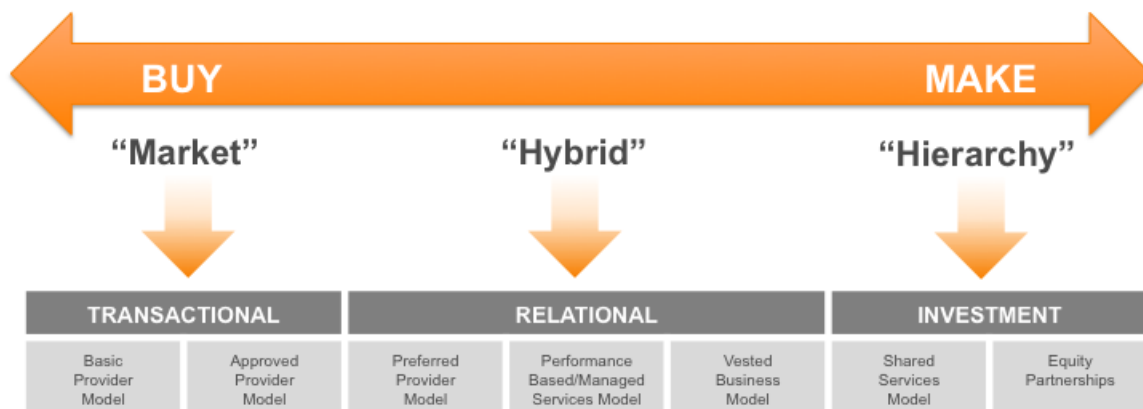 BUY MAKE
“Market” “Hybrid” “Hierarchy”
TRANSACTIONAL RELATIONAL INVESTMENT
Basic
Provider
Model
Approved
Provider
Model
Preferred
Provider
Model
Performance
Based/Managed
Services Model
Vested
Business
Model
Shared
Services
Model
Equity
Partnerships